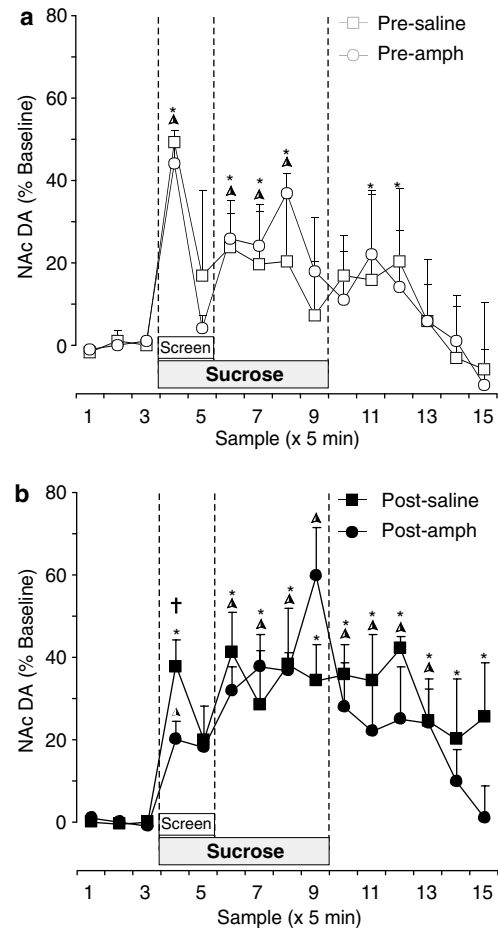 a
Pre-saline
Pre-amph
NAc DA (% Baseline)
80
60
40
20
0
* * * * * *
Screen
Sucrose
1 3 5 7 9 11 13 15
Sample (x 5 min)
b
Post-saline
Post-amph
NAc DA (% Baseline)
80
60
40
20
0
†
* * * * * * * * * * *
Screen
Sucrose
1 3 5 7 9 11 13 15
Sample (x 5 min)